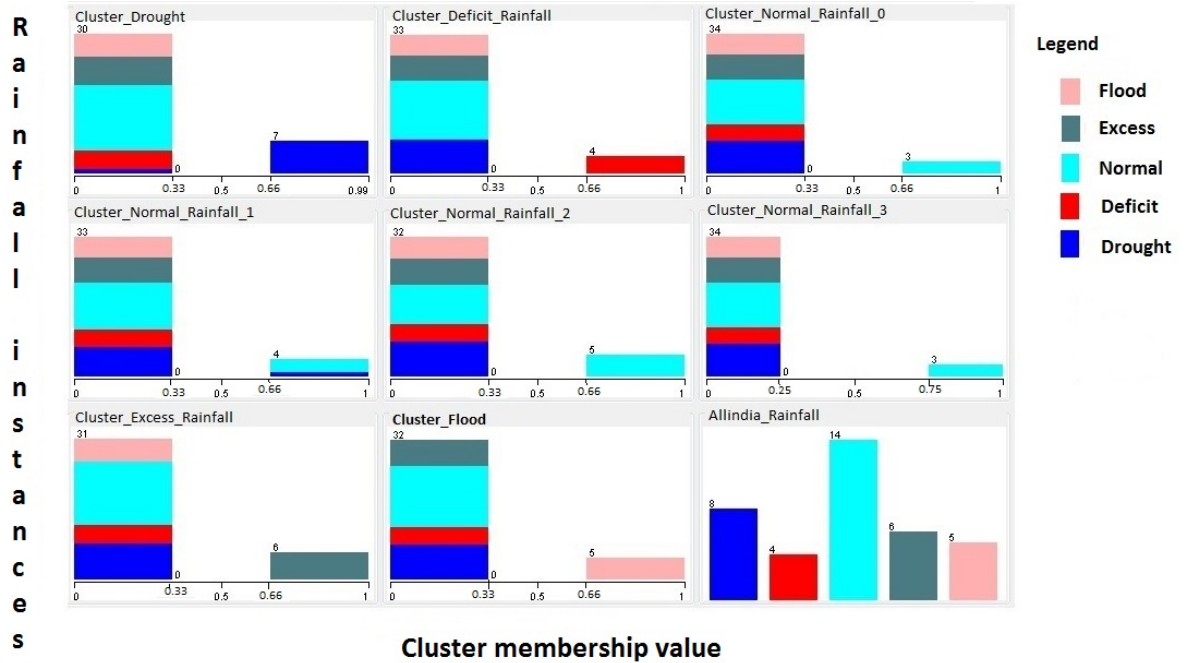 Rainfall instances
Cluster_Drought
30
0
7
0 0.33 0.5 0.66 0.99
Cluster_Deficit_Rainfall
33
0
4
0 0.33 0.5 0.66 1
Cluster_Normal_Rainfall_0
34
0
3
0 0.33 0.5 0.66 1
Cluster_Normal_Rainfall_1
33
0
4
0 0.33 0.5 0.66 1
Cluster_Normal_Rainfall_2
32
0
5
0 0.33 0.5 0.66 1
Cluster_Normal_Rainfall_3
34
0
3
0 0.25 0.5 0.75 1
Cluster_Excess_Rainfall
31
0
6
0 0.33 0.5 0.66 1
Cluster_Flood
32
0
5
0 0.33 0.5 0.66 1
Allindia_Rainfall
8
4
14
6
5
Legend
Flood
Excess
Normal
Deficit
Drought
Cluster membership value